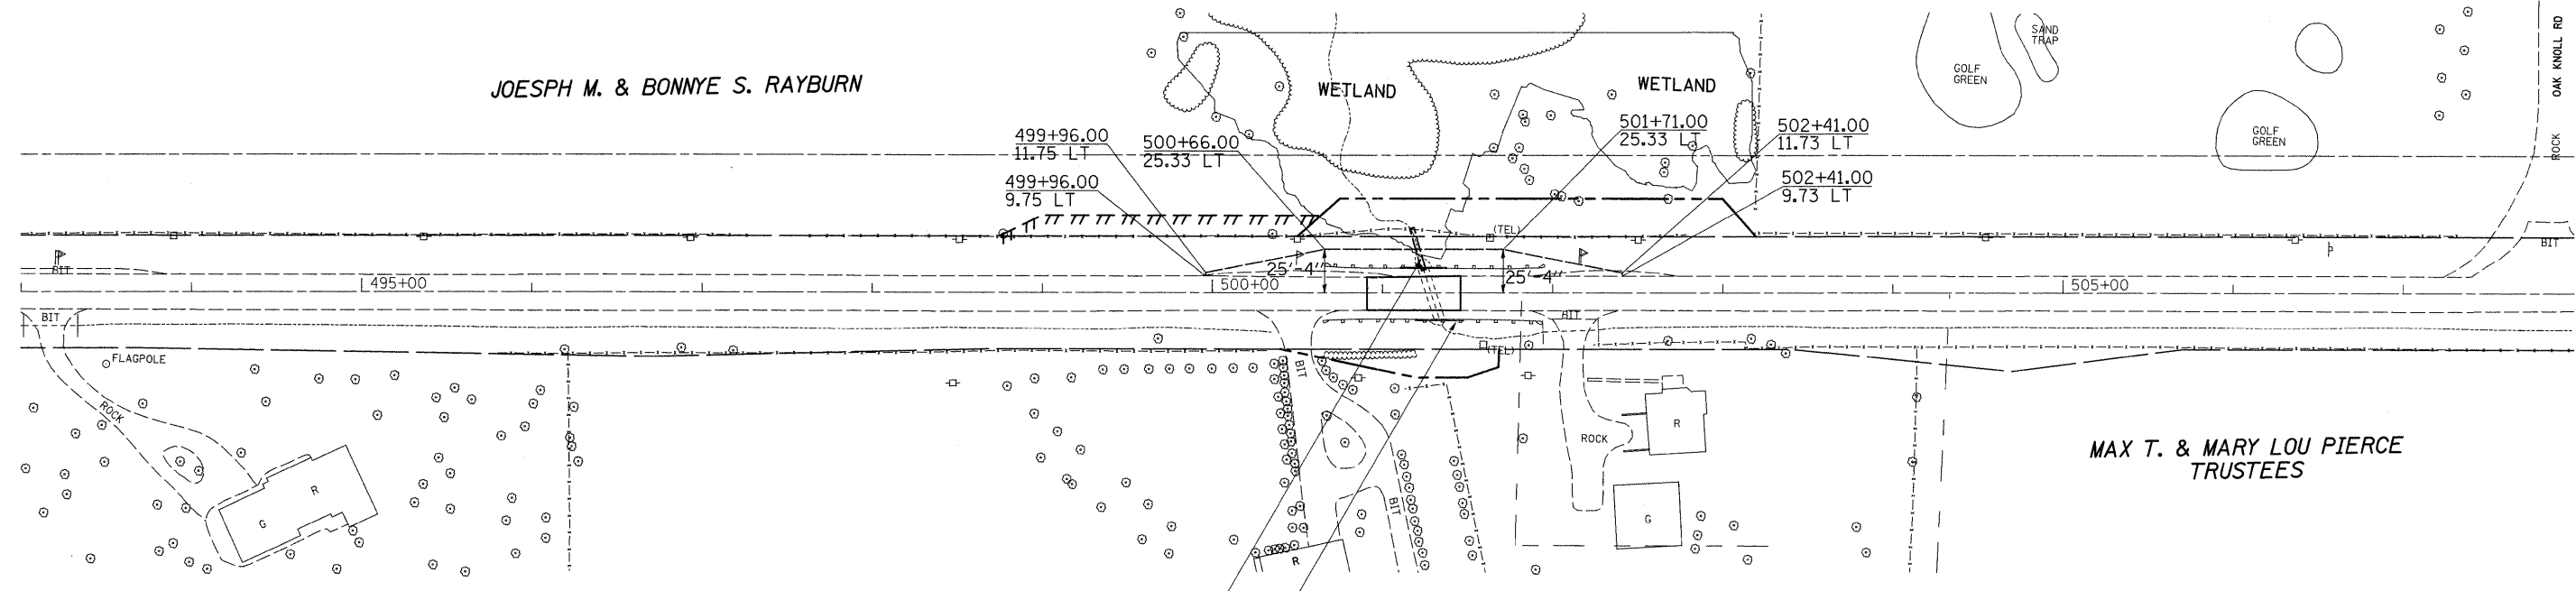 JOESPH M. & BONNYE S. RAYBURN
WETLAND
WETLAND
SAND
TRAP
GOLF
GREEN
GOLF
GREEN
OAK KNOLL RD
ROCK
499+96.00
11.75 LT
500+66.00
25.33 LT
501+71.00
25.33 LT
502+41.00
11.73 LT
499+96.00
9.75 LT
502+41.00
9.73 LT
(TEL)
BIT
BIT
25'-4"
25'-4"
495+00
500+00
505+00
BIT
BIT
(TEL)
FLAGPOLE
BIT
ROCK
R
G
BIT
R
ROCK
R
G
MAX T. & MARY LOU PIERCE
TRUSTEES